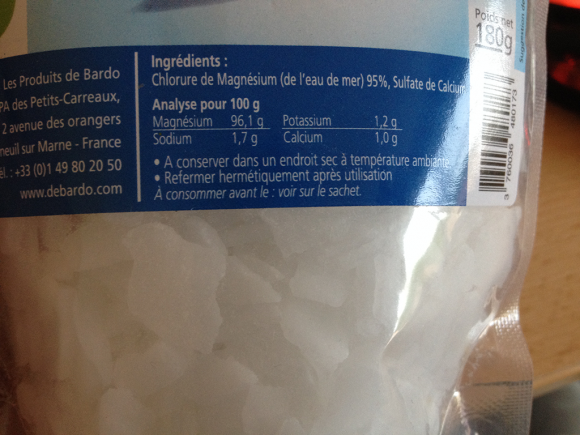 Poids net
180g
Les Produits de Bardo
PA des Petits-Carreaux,
2 avenue des orangers
neuil sur Marne - France
él. : +33 (0)1 49 80 20 50
www.debardo.com
Ingrédients :
Chlorure de Magnésium (de l'eau de mer) 95%, Sulfate de Calcium
Analyse pour 100 g
Magnésium 96,1 g Potassium 1,2 g
Sodium 1,7 g Calcium 1,0 g
• A conserver dans un endroit sec à température ambiante
• Refermer hermétiquement après utilisation
À consommer avant le : voir sur le sachet.
3 760036 480173